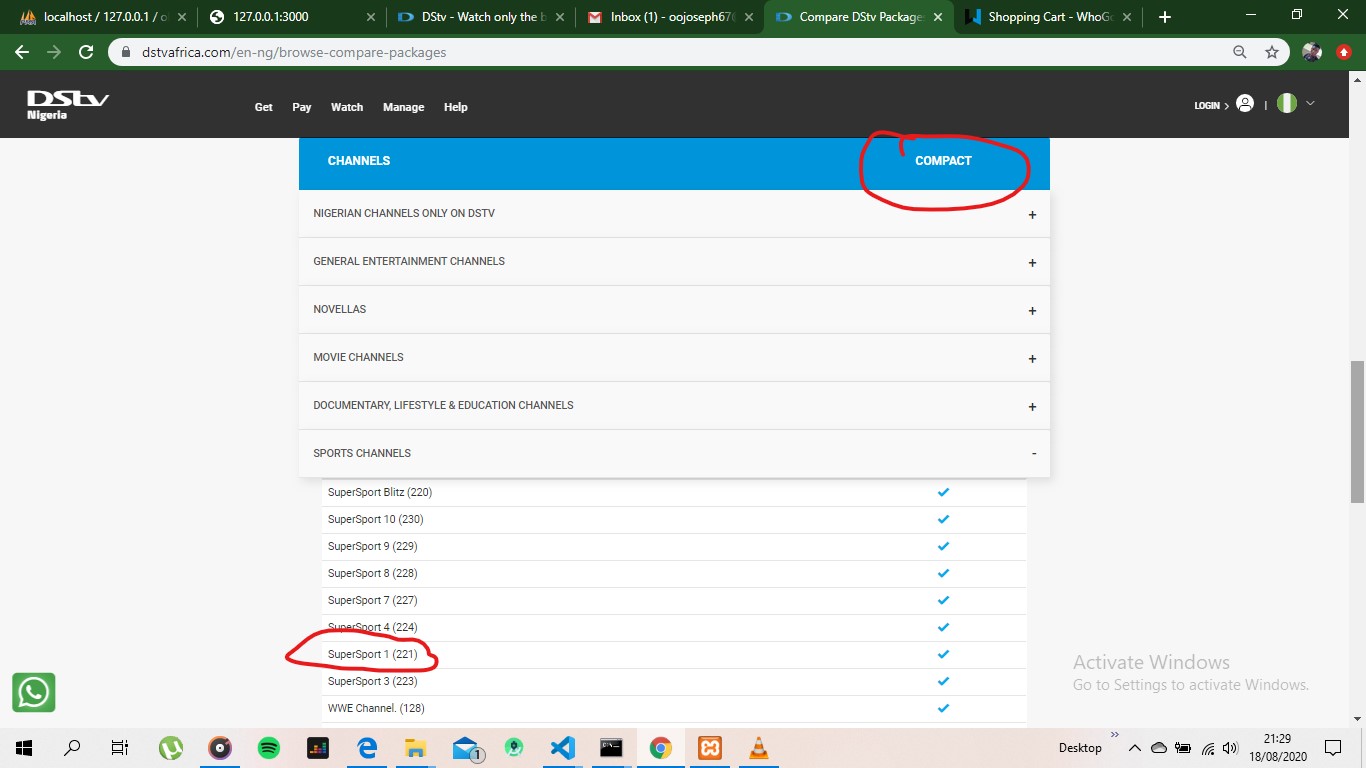 localhost / 127.0.0.1 / o
127.0.0.1:3000
DStv - Watch only the b
Inbox (1) - oojoseph67
Compare DStv Package
Shopping Cart - WhoGo
dstvafrica.com/en-ng/browse-compare-packages
DStv
Nigeria
Get Pay Watch Manage Help
LOGIN > |
CHANNELS COMPACT
NIGERIAN CHANNELS ONLY ON DSTV +
GENERAL ENTERTAINMENT CHANNELS +
NOVELLAS +
MOVIE CHANNELS +
DOCUMENTARY, LIFESTYLE & EDUCATION CHANNELS +
SPORTS CHANNELS -
SuperSport Blitz (220)
SuperSport 10 (230)
SuperSport 9 (229)
SuperSport 8 (228)
SuperSport 7 (227)
SuperSport 4 (224)
SuperSport 1 (221)
SuperSport 3 (223)
WWE Channel. (128)
Activate Windows
Go to Settings to activate Windows.
1
Desktop
21:29
18/08/2020